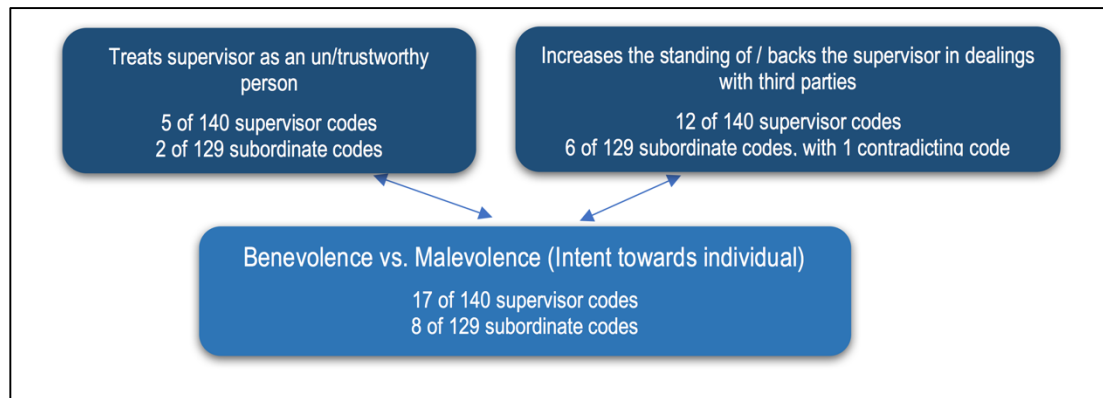 Treats supervisor as an un/trustworthy
person
5 of 140 supervisor codes
2 of 129 subordinate codes
Increases the standing of / backs the supervisor in dealings
with third parties
12 of 140 supervisor codes
6 of 129 subordinate codes, with 1 contradicting code
Benevolence vs. Malevolence (Intent towards individual)
17 of 140 supervisor codes
8 of 129 subordinate codes